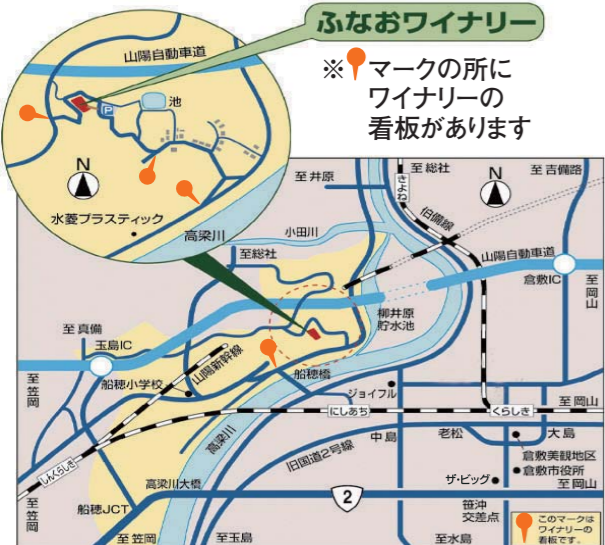 ふなおワイナリー
※マークの所に
ワイナリーの
看板があります
山陽自動車道
P
池
N
水菱プラスティック
高梁川
至井原
至総社
至吉備路
きよね
N
伯備線
小田川
至総社
山陽自動車道
倉敷IC
至岡山
柳井原
貯水池
至真備
玉島IC
山陽新幹線
船穂小学校
船穂橋
至笠岡
ジョイフル
至岡山
にしあち
くらしき
高梁川
中島
老松
大島
旧国道2号線
倉敷美観地区
倉敷市役所
しんくらしき
ザ・ビッグ
至岡山
高梁川大橋
2
笹沖
交差点
船穂JCT
至笠岡
至笠岡
至玉島
至水島
このマークは
ワイナリーの
看板です。